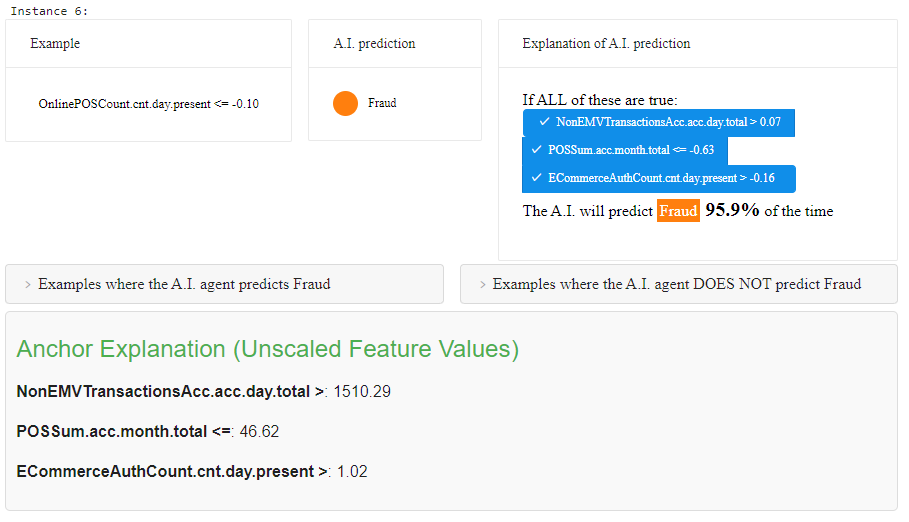 Instance 6:
Example
A.I. prediction
Explanation of A.I. prediction
OnlinePOSCount.cnt.day.present <= -0.10
Fraud
If ALL of these are true:
✓ NonEMVTransactionsAcc.acc.day.total > 0.07
✓ POSSum.acc.month.total <= -0.63
✓ ECommerceAuthCount.cnt.day.present > -0.16
The A.I. will predict Fraud 95.9% of the time
> Examples where the A.I. agent predicts Fraud
> Examples where the A.I. agent DOES NOT predict Fraud
Anchor Explanation (Unscaled Feature Values)
NonEMVTransactionsAcc.acc.day.total >: 1510.29
POSSum.acc.month.total <=: 46.62
ECommerceAuthCount.cnt.day.present >: 1.02